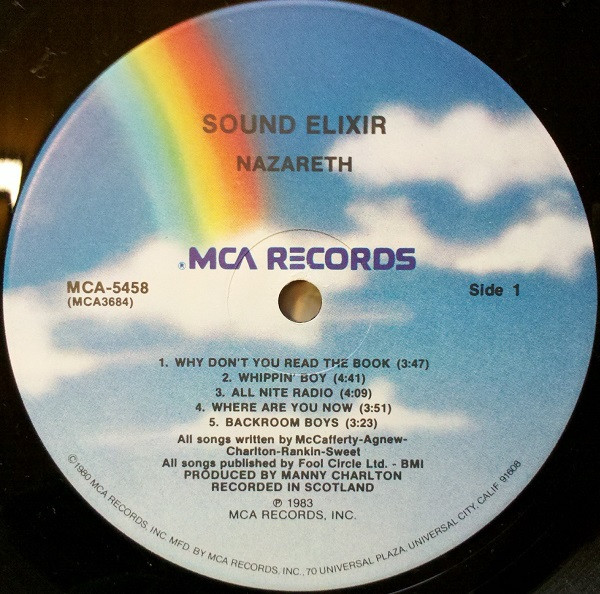 SOUND ELIXIR
NAZARETH
® MCA RECORDS
MCA-5458
(MCA3684)
Side 1
1. WHY DON'T YOU READ THE BOOK (3:47)
2. WHIPPIN' BOY (4:41)
3. ALL NITE RADIO (4:09)
4. WHERE ARE YOU NOW (3:51)
5. BACKROOM BOYS (3:23)
All songs written by McCafferty-Agnew-
Charlton-Rankin-Sweet
All songs published by Fool Circle Ltd. - BMI
PRODUCED BY MANNY CHARLTON
RECORDED IN SCOTLAND
℗ 1983
MCA RECORDS, INC.
©1980 MCA RECORDS, INC. MFD. BY MCA RECORDS, INC., 70 UNIVERSAL PLAZA, UNIVERSAL CITY, CALIF. 91608